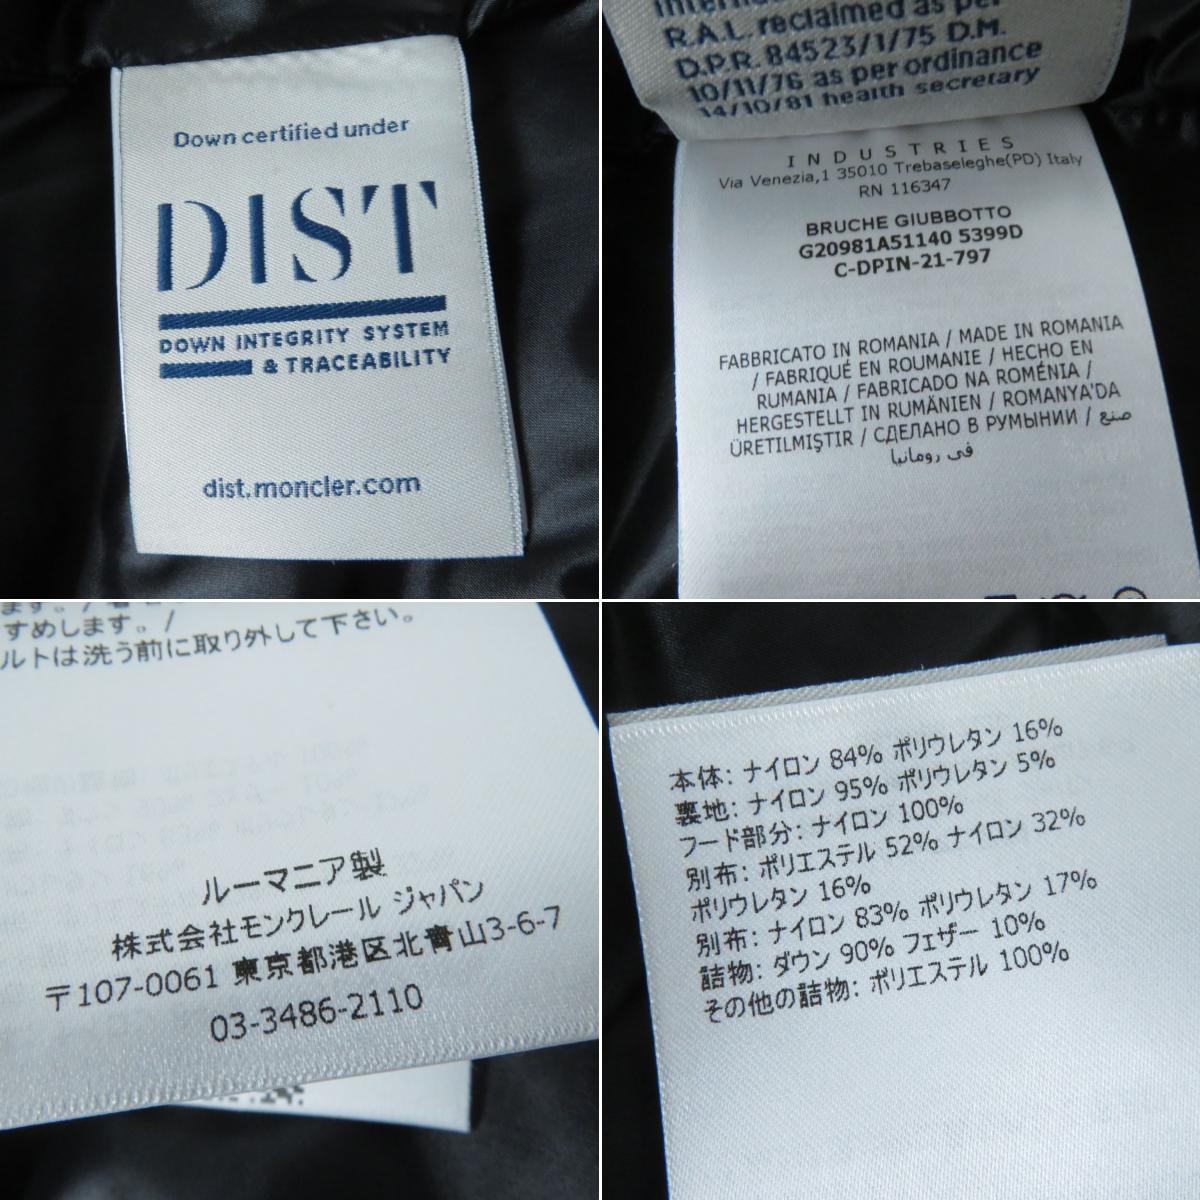 Down certified under
DIST
DOWN INTEGRITY SYSTEM
& TRACEABILITY
dist.moncler.com
R.A.L. reclaimed as per
D.P.R. 84523/1/75 D.M.
10/11/76 as per ordinance
14/10/81 health secretary
INDUSTRIES
Via Venezia,1 35010 Trebaseleghe(PD) Italy
RN 116347
BRUCHE GIUBBOTTO
G20981A51140 5399D
C-DPIN-21-797
FABBRICATO IN ROMANIA / MADE IN ROMANIA
/ FABRIQUÉ EN ROUMANIE / HECHO EN
RUMANIA / FABRICADO NA ROMÉNIA /
HERGESTELLT IN RUMÄNIEN / ROMANYA'DA
ÜRETILMIŞTIR / СДЕЛАНО В РУМЫНИИ / صنع
في رومانيا
ます。/
すめします。/
ルトは洗う前に取り外して下さい。
ルーマニア製
株式会社モンクレール ジャパン
〒107-0061 東京都港区北青山3-6-7
03-3486-2110
本体: ナイロン 84% ポリウレタン 16%
裏地: ナイロン 95% ポリウレタン 5%
フード部分: ナイロン 100%
別布: ポリエステル 52% ナイロン 32%
ポリウレタン 16%
別布: ナイロン 83% ポリウレタン 17%
詰物: ダウン 90% フェザー 10%
その他の詰物: ポリエステル 100%